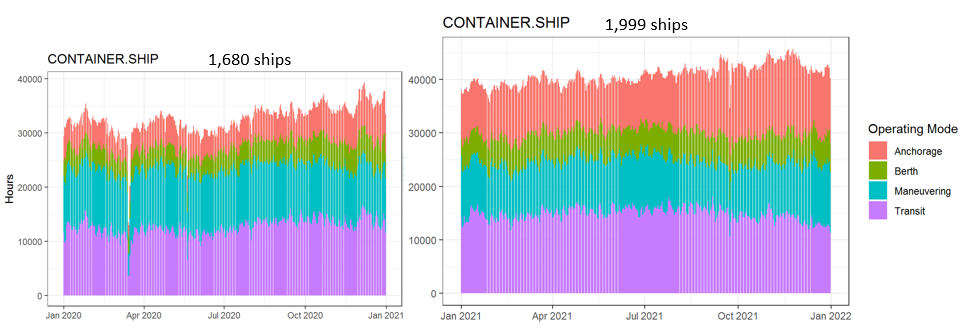 CONTAINER.SHIP 1,680 ships
40000
30000
20000
10000
0
Hours
Jan 2020 Apr 2020 Jul 2020 Oct 2020 Jan 2021
CONTAINER.SHIP 1,999 ships
40000
30000
20000
10000
0
Jan 2021 Apr 2021 Jul 2021 Oct 2021 Jan 2022
Operating Mode
Anchorage
Berth
Maneuvering
Transit